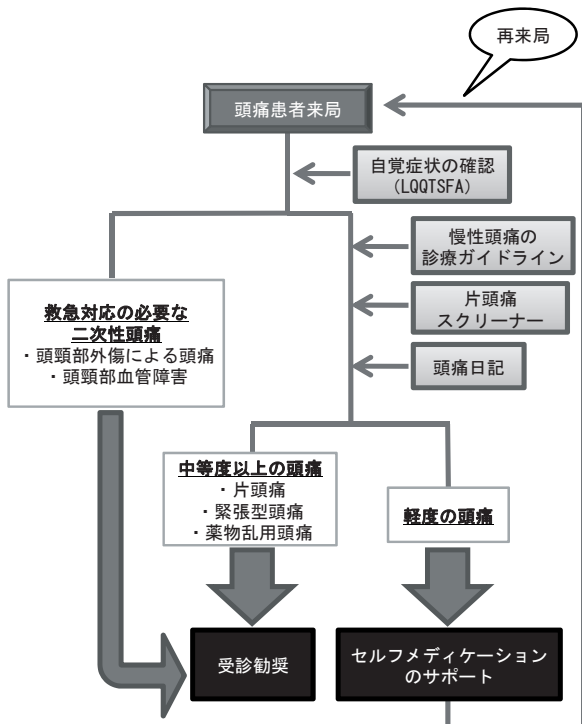 再来局
頭痛患者来局
自覚症状の確認
(LQQTSFA)
慢性頭痛の
診療ガイドライン
片頭痛
スクリーナー
頭痛日記
救急対応の必要な
二次性頭痛
・頭頸部外傷による頭痛
・頭頸部血管障害
中等度以上の頭痛
・片頭痛
・緊張型頭痛
・薬物乱用頭痛
軽度の頭痛
受診勧奨
セルフメディケーション
のサポート